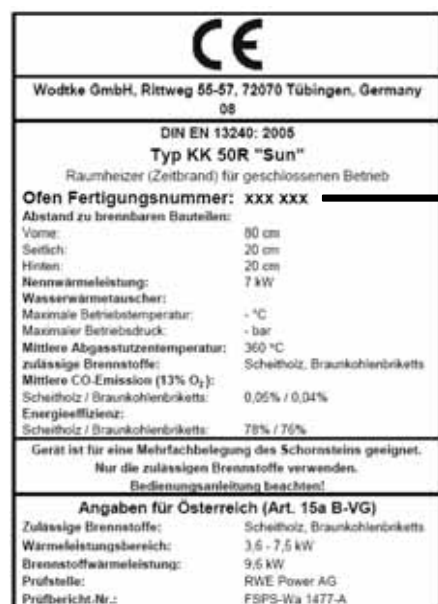 CE
Wodtke GmbH, Rittweg 55-57, 72070 Tübingen, Germany
08
DIN EN 13240: 2005
Typ KK 50R "Sun"
Raumheizer (Zeitbrand) für geschlossenen Betrieb
Ofen Fertigungsnummer: xxx xxx
Abstand zu brennbaren Bauteilen:
Vorne: 80 cm
Seitlich: 20 cm
Hinten: 20 cm
Nennwärmeleistung: 7 kW
Wasserwärmetauscher:
Maximale Betriebstemperatur: - °C
Maximaler Betriebsdruck: - bar
Mittlere Abgasstutzentemperatur: 360 °C
zulässige Brennstoffe: Scheitholz, Braunkohlenbriketts
Mittlere CO-Emission (13% O₂):
Scheitholz / Braunkohlenbriketts: 0,05% / 0,04%
Energieeffizienz:
Scheitholz / Braunkohlenbriketts: 78% / 76%
Gerät ist für eine Mehrfachbelegung des Schornsteins geeignet.
Nur die zulässigen Brennstoffe verwenden.
Bedienungsanleitung beachten!
Angaben für Österreich (Art. 15a B-VG)
Zulässige Brennstoffe: Scheitholz, Braunkohlenbriketts
Wärmeleistungsbereich: 3,6 - 7,5 kW
Brennstoffwärmeleistung: 9,6 kW
Prüfstelle: RWE Power AG
Prüfbericht-Nr.: FSPS-Wa 1477-A